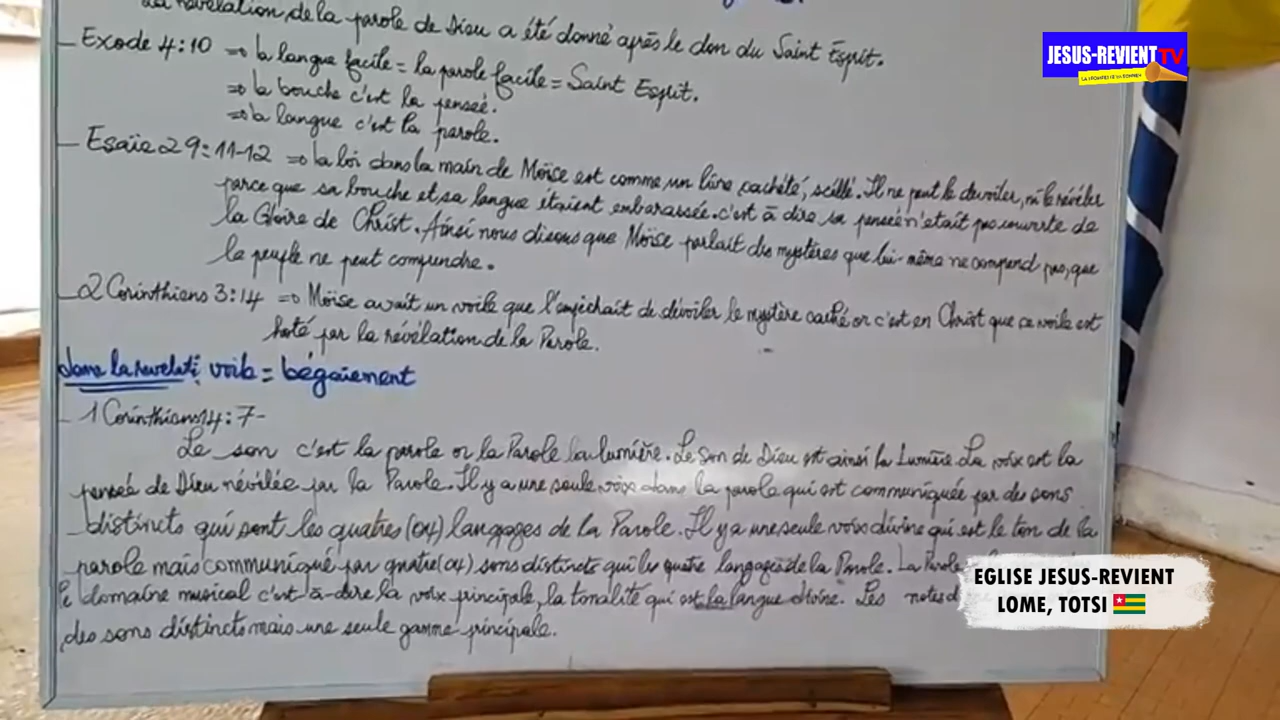 La révélation de la parole de Dieu a été donné après le don du Saint Esprit.
- Exode 4:10 => la langue facile = la parole facile = Saint Esprit.
=> la bouche c'est la pensée.
=> la langue c'est la parole.
- Esaïe 29:11-12 => la loi dans la main de Moïse est comme un livre cachété, scéllé. Il ne peut le devoiler, ni le révéler
parce que sa bouche et sa langue étaient embarassée. c'est à dire sa pensée n'était pas ouverte de
la Gloire de Christ. Ainsi nous disons que Moïse parlait des mystères que lui-même ne comprend pas, que
le peuple ne peut comprendre.
- 2 Corinthiens 3:14 => Moïse avait un voile que l'empêchait de dévoiler le mystère caché or c'est en Christ que ce voile est
hoté par la révélation de la Parole.
dans la revelati voile = bégaiement
- 1 Corinthiens 14:7-
Le son c'est la parole or la Parole la lumière. Le Son de Dieu est ainsi la Lumière. La voix est la
pensée de Dieu révélée par la Parole. Il y a une seule voix dans la parole qui est communiquée par des sons
distincts qui sont les quatres (04) langages de la Parole. Il y a une seule voix divine qui est le ton de la
parole mais communiqué par quatre (04) sons distincts qui les quatre langages de la Parole. La Parole
le domaine musical c'est-à-dire la voix principale, la tonalité qui est la langue divine. Les notes
des sons distincts mais une seule gamme principale.
JESUS-REVIENT TV
EGLISE JESUS-REVIENT
LOME, TOTSI